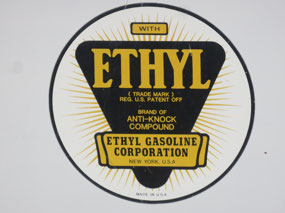 WITH
ETHYL
( TRADE MARK )
REG. U.S. PATENT OFF
BRAND OF
ANTI-KNOCK
COMPOUND
ETHYL GASOLINE
CORPORATION
NEW YORK, U.S.A
MADE IN U.S.A.